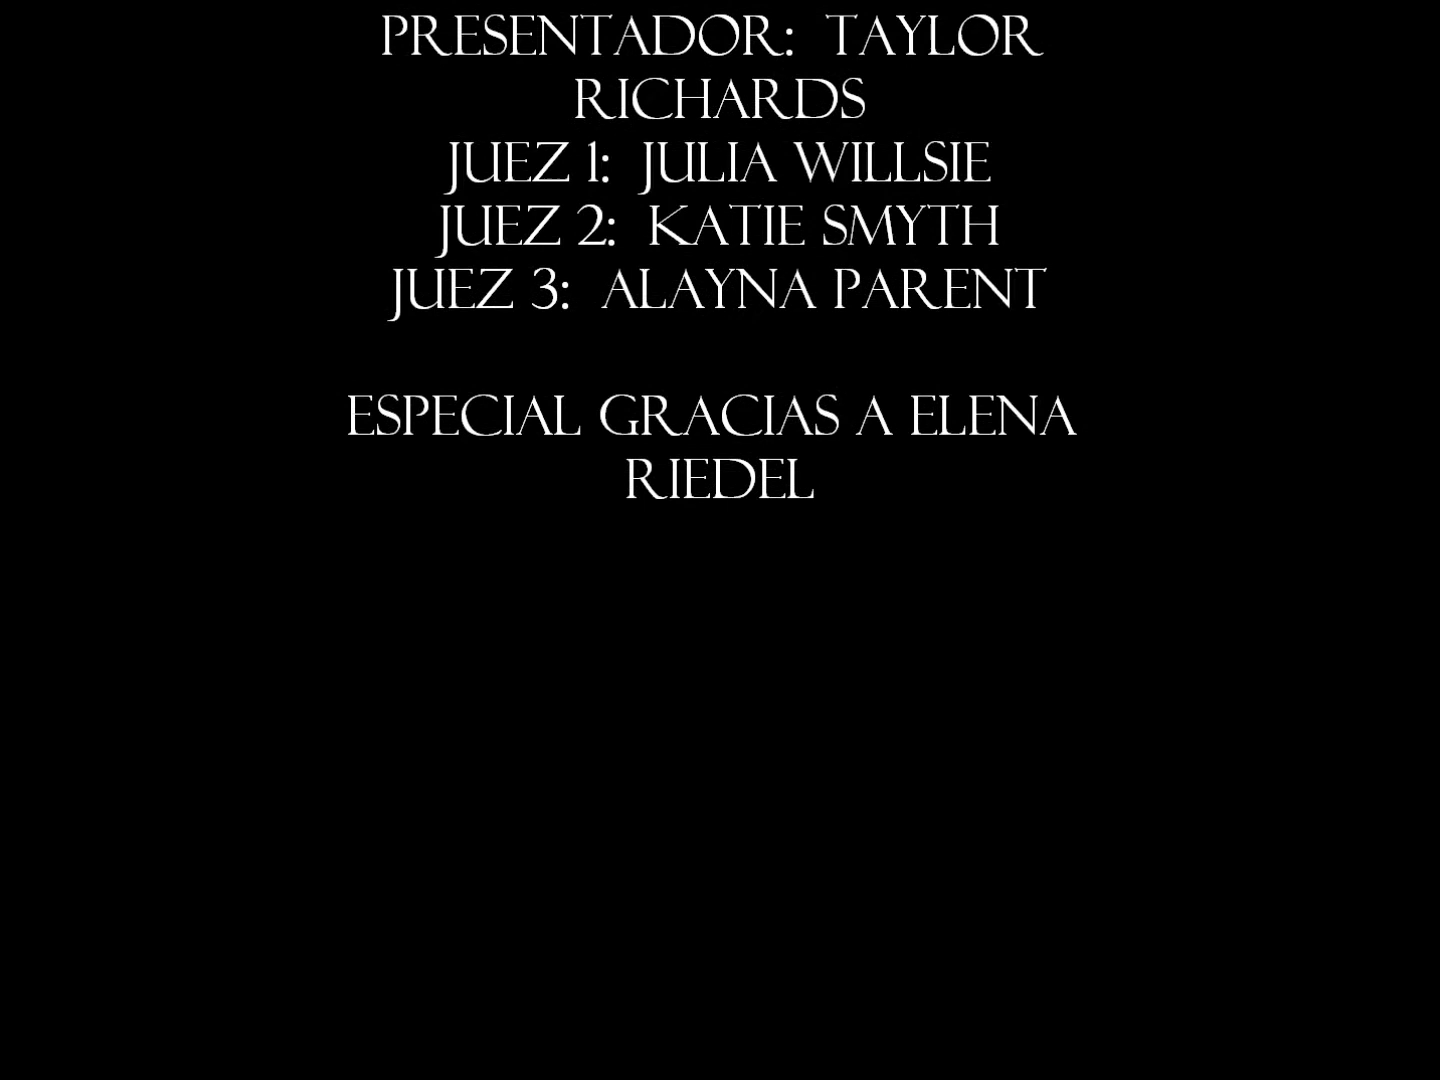 PRESENTADOR: TAYLOR
RICHARDS
JUEZ 1: JULIA WILLSIE
JUEZ 2: KATIE SMYTH
JUEZ 3: ALAYNA PARENT
ESPECIAL GRACIAS A ELENA
RIEDEL